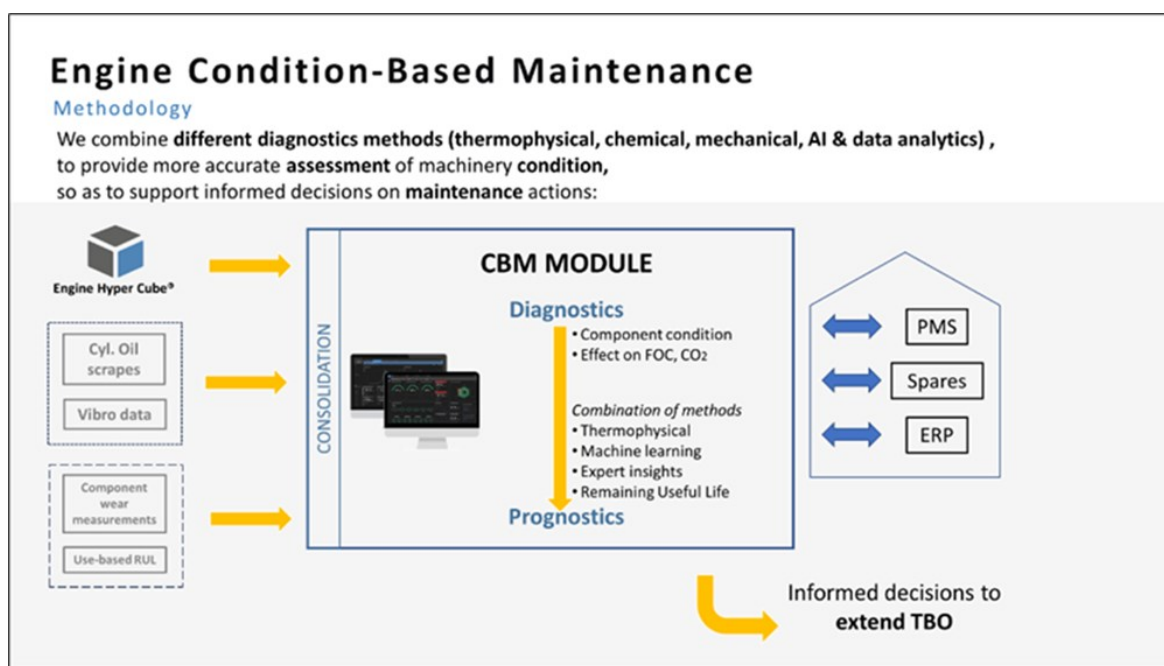 Engine Condition-Based Maintenance
Methodology
We combine different diagnostics methods (thermophysical, chemical, mechanical, AI & data analytics) ,
to provide more accurate assessment of machinery condition,
so as to support informed decisions on maintenance actions:
Engine Hyper Cube®
Cyl. Oil
scrapes
Vibro data
Component
wear
measurements
Use-based RUL
CONSOLIDATION
CBM MODULE
Diagnostics
• Component condition
• Effect on FOC, CO2
Combination of methods
• Thermophysical
• Machine learning
• Expert insights
• Remaining Useful Life
Prognostics
PMS
Spares
ERP
Informed decisions to
extend TBO